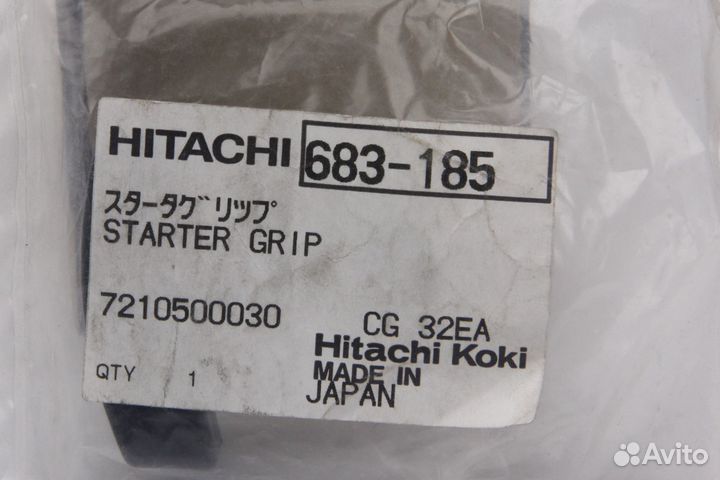 HITACHI 683-185
スタータグリップ
STARTER GRIP
7210500030 CG 32EA
Hitachi Koki
QTY 1 MADE IN
JAPAN
Avito